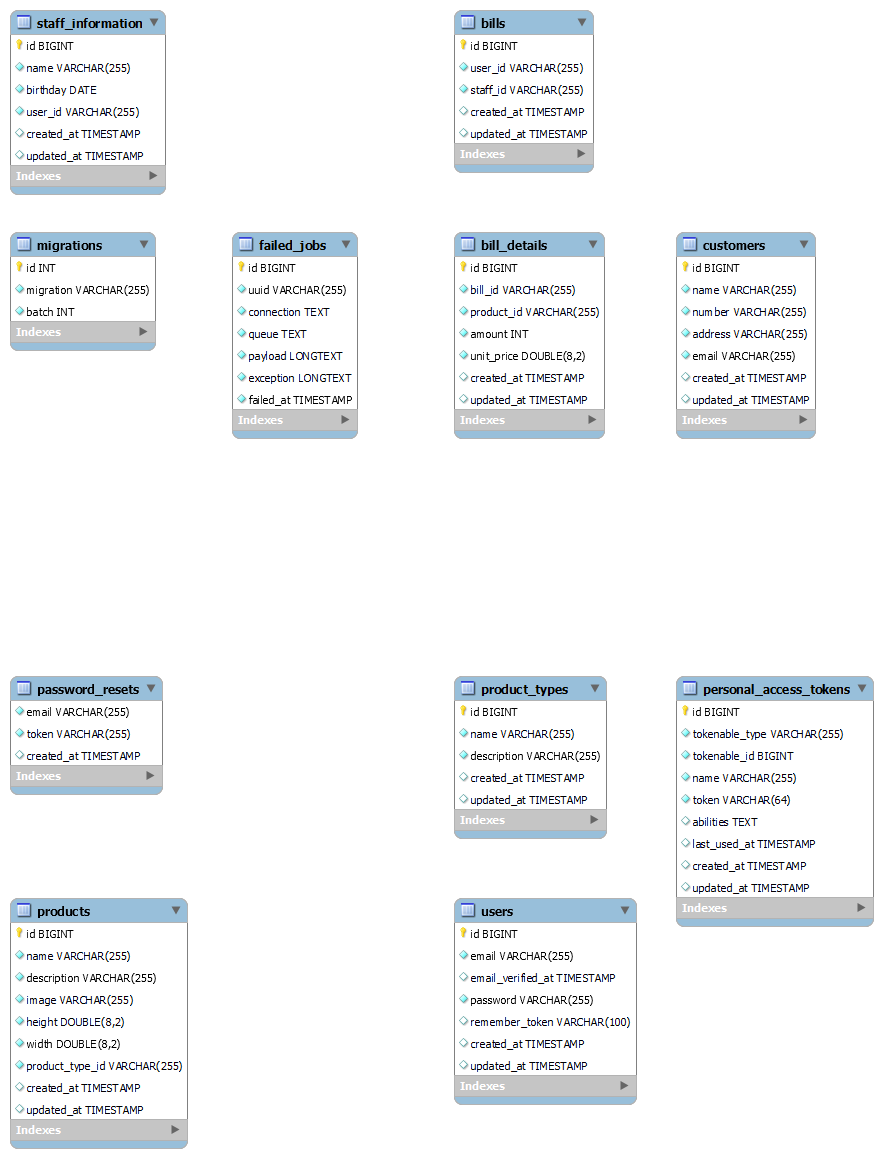 staff_information
id BIGINT
name VARCHAR(255)
birthday DATE
user_id VARCHAR(255)
created_at TIMESTAMP
updated_at TIMESTAMP
Indexes
bills
id BIGINT
user_id VARCHAR(255)
staff_id VARCHAR(255)
created_at TIMESTAMP
updated_at TIMESTAMP
Indexes
migrations
id INT
migration VARCHAR(255)
batch INT
Indexes
failed_jobs
id BIGINT
uuid VARCHAR(255)
connection TEXT
queue TEXT
payload LONGTEXT
exception LONGTEXT
failed_at TIMESTAMP
Indexes
bill_details
id BIGINT
bill_id VARCHAR(255)
product_id VARCHAR(255)
amount INT
unit_price DOUBLE(8,2)
created_at TIMESTAMP
updated_at TIMESTAMP
Indexes
customers
id BIGINT
name VARCHAR(255)
number VARCHAR(255)
address VARCHAR(255)
email VARCHAR(255)
created_at TIMESTAMP
updated_at TIMESTAMP
Indexes
password_resets
email VARCHAR(255)
token VARCHAR(255)
created_at TIMESTAMP
Indexes
product_types
id BIGINT
name VARCHAR(255)
description VARCHAR(255)
created_at TIMESTAMP
updated_at TIMESTAMP
Indexes
personal_access_tokens
id BIGINT
tokenable_type VARCHAR(255)
tokenable_id BIGINT
name VARCHAR(255)
token VARCHAR(64)
abilities TEXT
last_used_at TIMESTAMP
created_at TIMESTAMP
updated_at TIMESTAMP
Indexes
products
id BIGINT
name VARCHAR(255)
description VARCHAR(255)
image VARCHAR(255)
height DOUBLE(8,2)
width DOUBLE(8,2)
product_type_id VARCHAR(255)
created_at TIMESTAMP
updated_at TIMESTAMP
Indexes
users
id BIGINT
email VARCHAR(255)
email_verified_at TIMESTAMP
password VARCHAR(255)
remember_token VARCHAR(100)
created_at TIMESTAMP
updated_at TIMESTAMP
Indexes